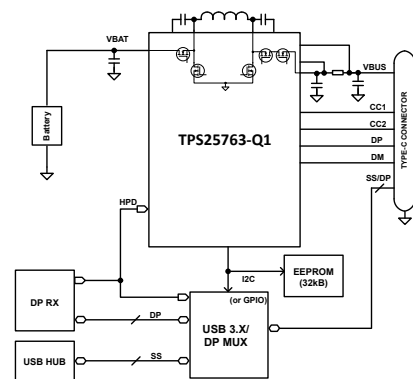 VBAT
VBUS
Battery
TPS25763-Q1
CC1
CC2
DP
DM
TYPE-C CONNECTOR
SS/DP
HPD
I2C
EEPROM
(32kB)
(or GPIO)
DP RX
DP
USB 3.X/
DP MUX
USB HUB
SS